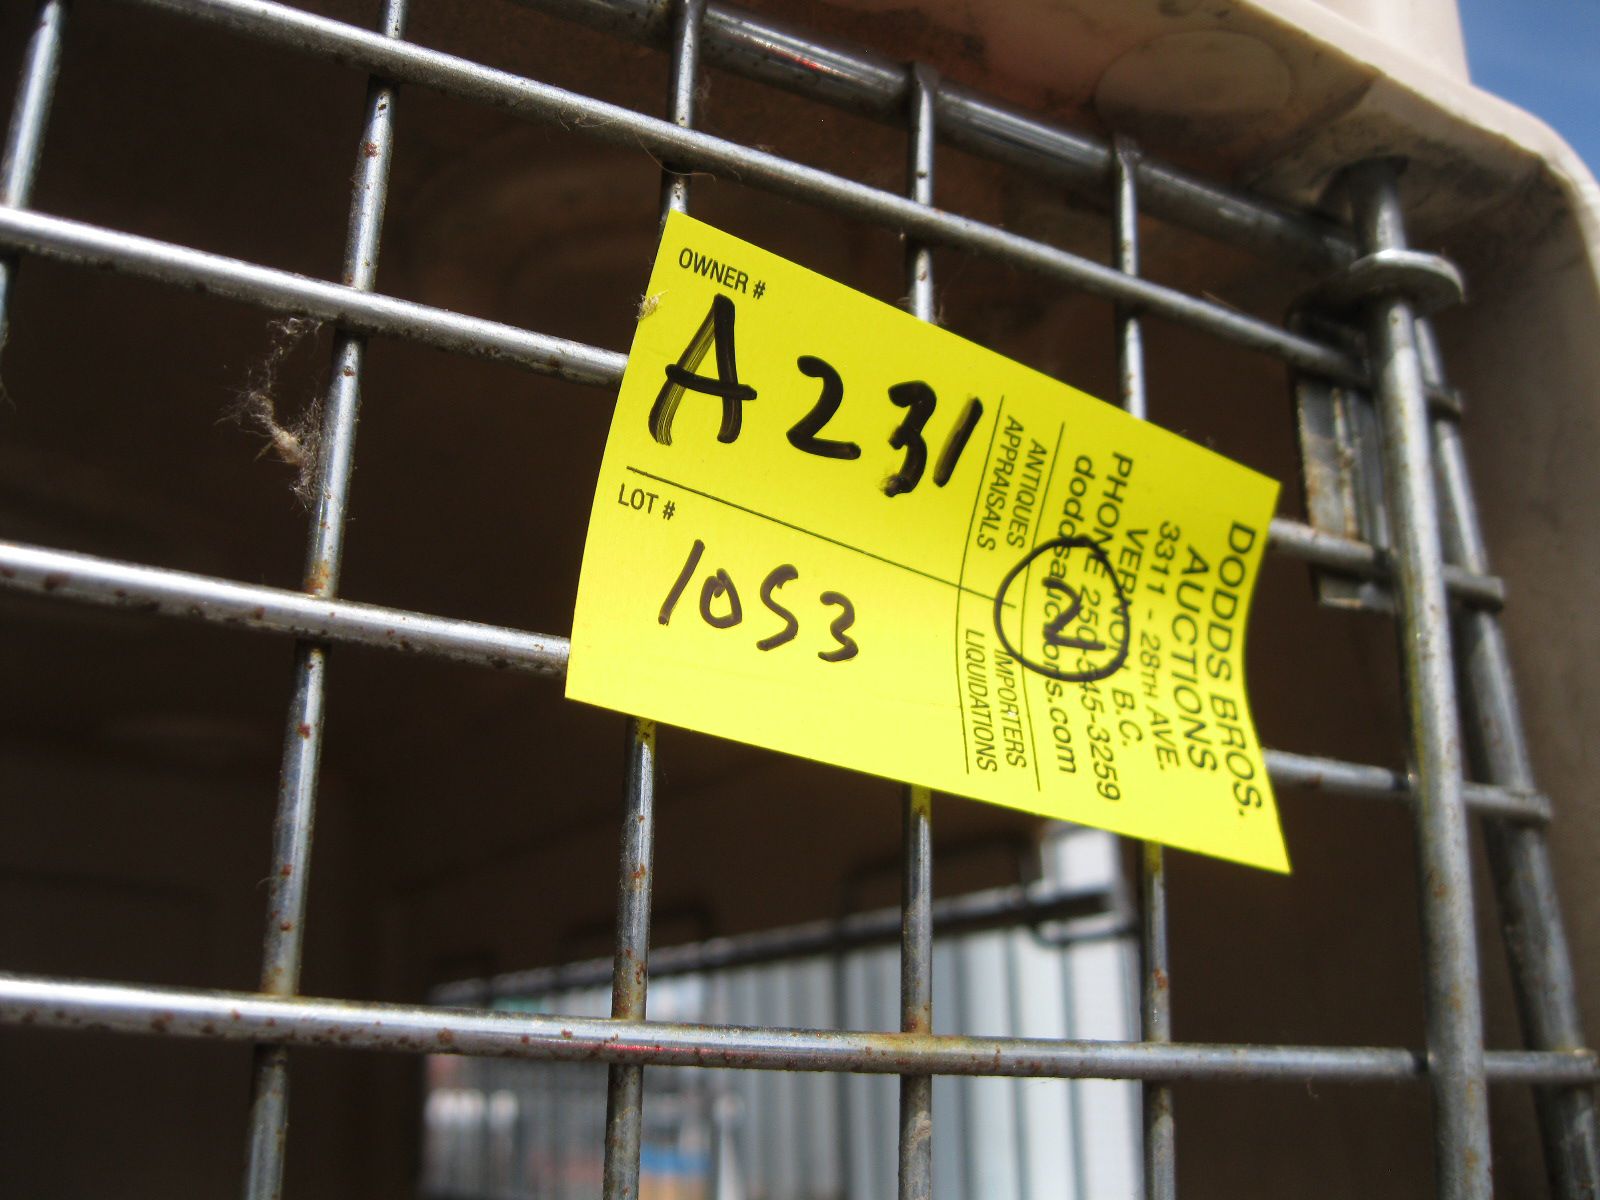 OWNER #
A231
LOT #
1053
DODDS BROS.
AUCTIONS
3311 - 28TH AVE.
VERNON, B.C.
PHONE 250-545-3259
doddsauctions.com
ANTIQUES IMPORTERS
APPRAISALS LIQUIDATIONS